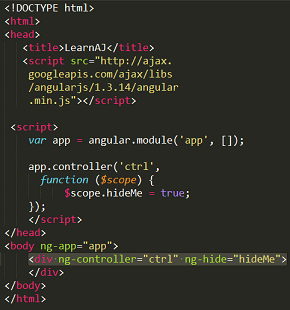 <!DOCTYPE html>
<html>
<head>
<title>LearnAJ</title>
<script src="http://ajax.
googleapis.com/ajax/libs
/angularjs/1.3.14/angular
.min.js"></script>
<script>
var app = angular.module('app', []);
app.controller('ctrl',
function ($scope) {
$scope.hideMe = true;
});
</script>
</head>
<body ng-app="app">
<div ng-controller="ctrl" ng-hide="hideMe">
</div>
</body>
</html>